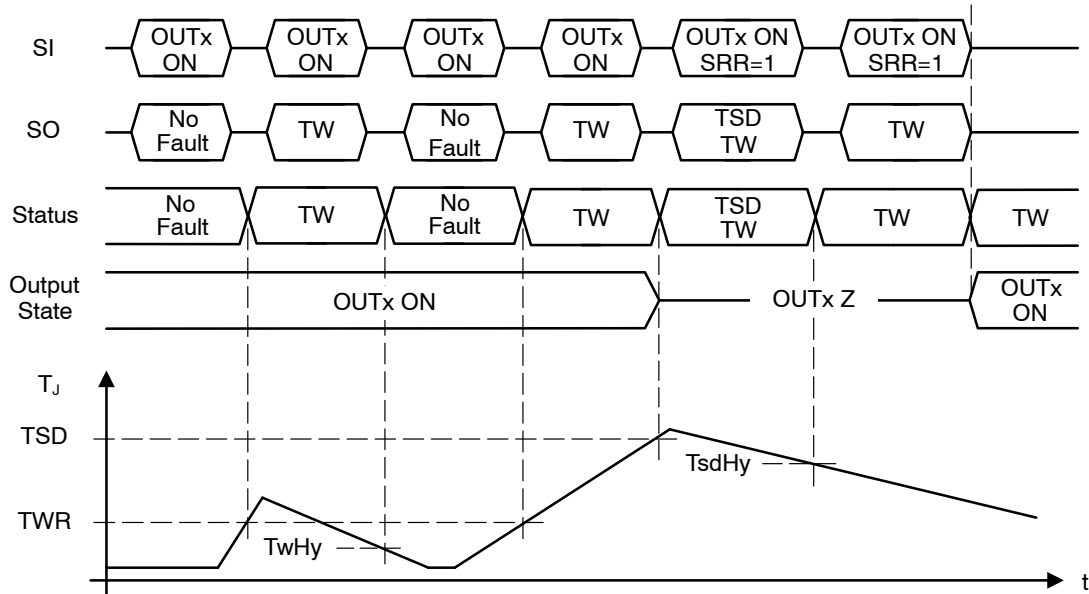 SI
OUTx
ON
OUTx
ON
OUTx
ON
OUTx
ON
OUTx ON
SRR=1
OUTx ON
SRR=1
SO
No
Fault
TW
No
Fault
TW
TSD
TW
TW
Status
No
Fault
TW
No
Fault
TW
TSD
TW
TW
TW
Output
State
OUTx ON
OUTx Z
OUTx
ON
TJ
TSD
TsdHy
TWR
TwHy
t